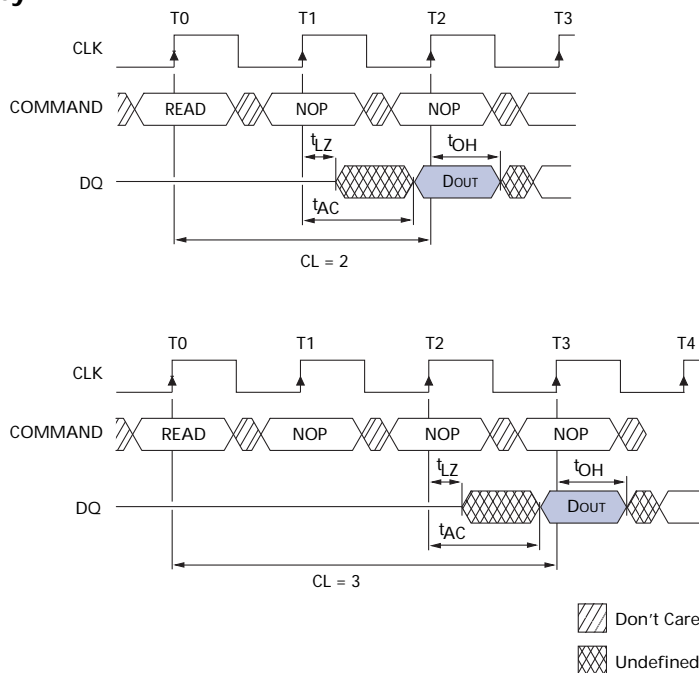 T0 T1 T2 T3
CLK
COMMAND READ NOP NOP
tLZ tOH
DQ DOUT
tAC
CL = 2
T0 T1 T2 T3 T4
CLK
COMMAND READ NOP NOP NOP
tLZ tOH
DQ DOUT
tAC
CL = 3
Don't Care
Undefined